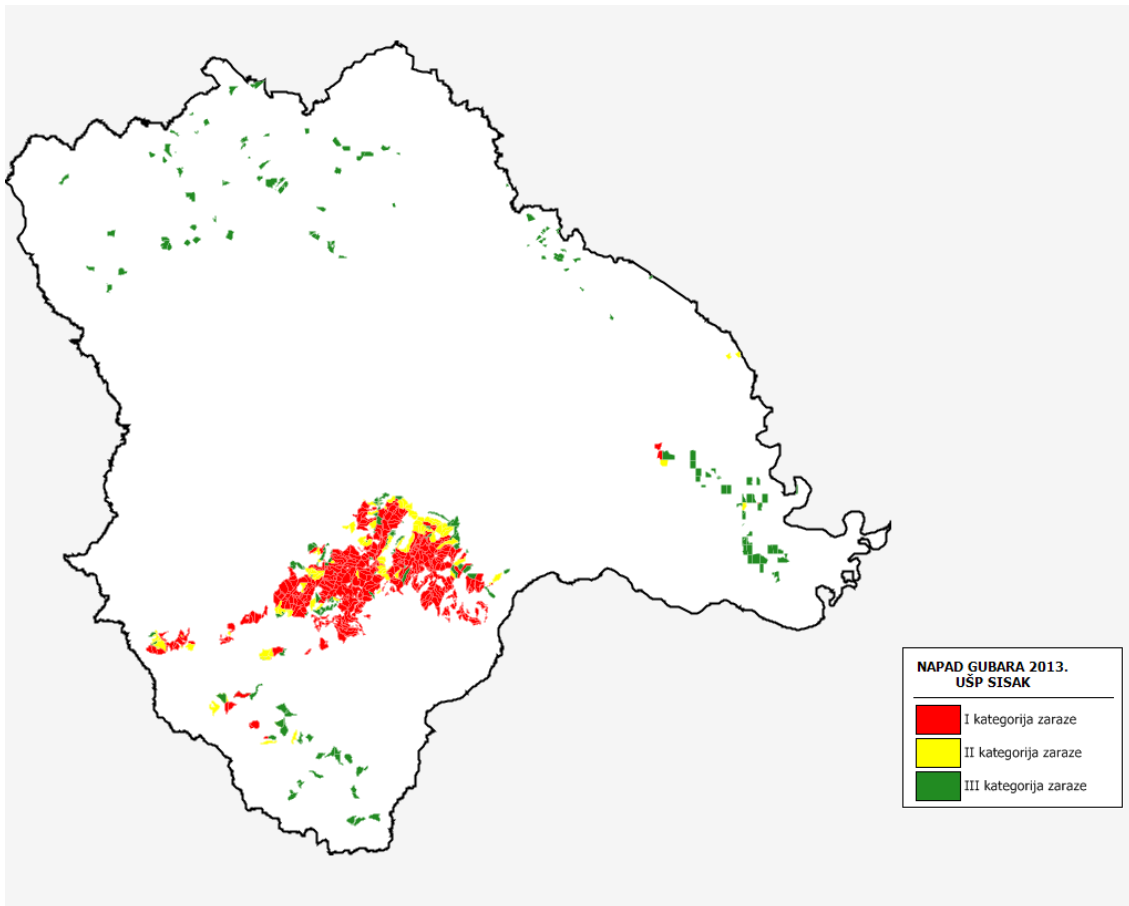 NAPAD GUBARA 2013.
UŠP SISAK
I kategorija zaraze
II kategorija zaraze
III kategorija zaraze